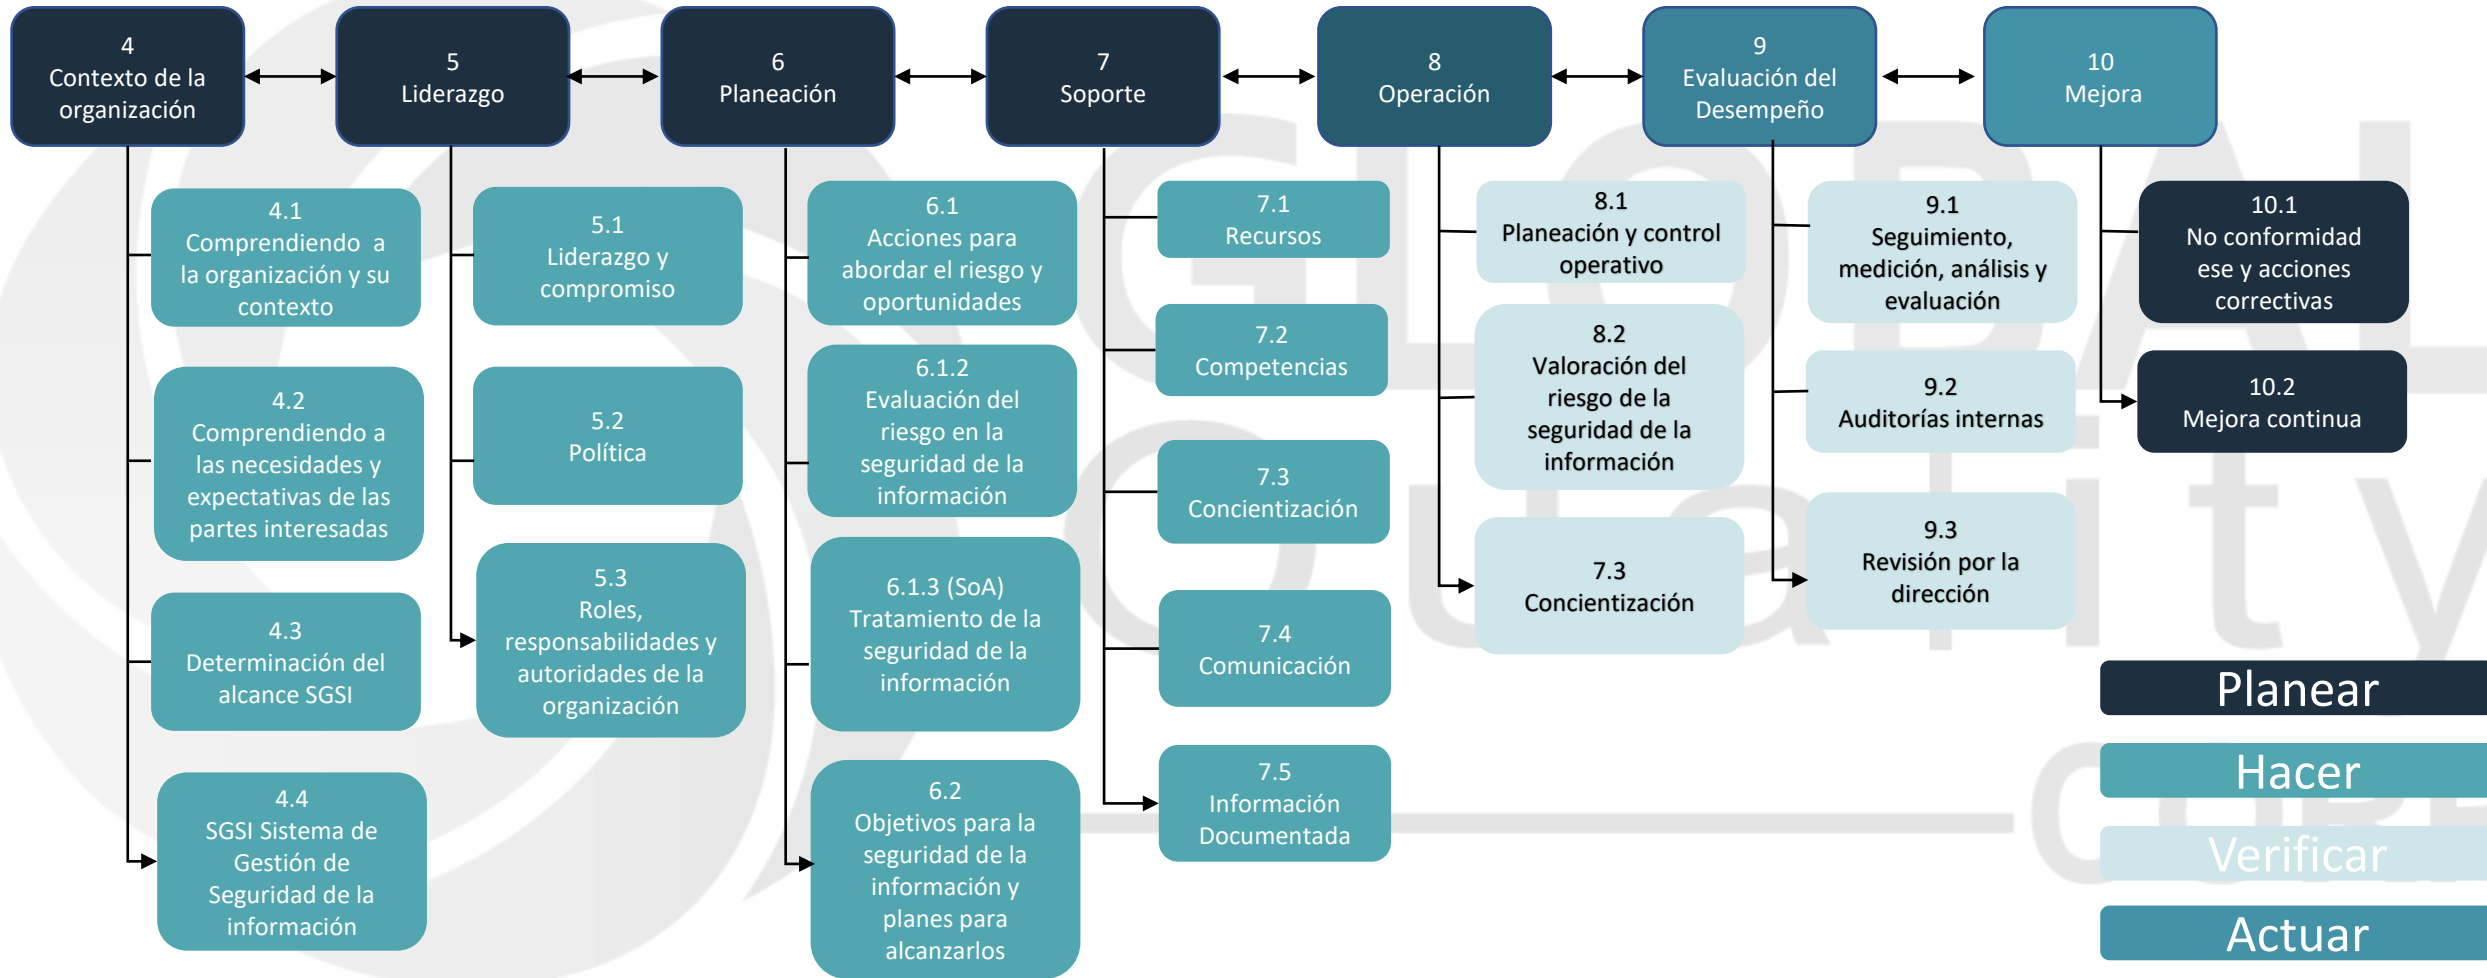 4
Contexto de la
organización
5
Liderazgo
6
Planeación
7
Soporte
8
Operación
9
Evaluación del
Desempeño
10
Mejora
4.1
Comprendiendo a
la organización y su
contexto
4.2
Comprendiendo a
las necesidades y
expectativas de las
partes interesadas
4.3
Determinación del
alcance SGSI
4.4
SGSI Sistema de
Gestión de
Seguridad de la
información
5.1
Liderazgo y
compromiso
5.2
Política
5.3
Roles,
responsabilidades y
autoridades de la
organización
6.1
Acciones para
abordar el riesgo y
oportunidades
6.1.2
Evaluación del
riesgo en la
seguridad de la
información
6.1.3 (SoA)
Tratamiento de la
seguridad de la
información
6.2
Objetivos para la
seguridad de la
información y
planes para
alcanzarlos
7.1
Recursos
7.2
Competencias
7.3
Concientización
7.4
Comunicación
7.5
Información
Documentada
8.1
Planeación y control
operativo
8.2
Valoración del
riesgo de la
seguridad de la
información
7.3
Concientización
9.1
Seguimiento,
medición, análisis y
evaluación
9.2
Auditorías internas
9.3
Revisión por la
dirección
10.1
No conformidad
ese y acciones
correctivas
10.2
Mejora continua
Planear
Hacer
Verificar
Actuar
GLOBAL
Quality